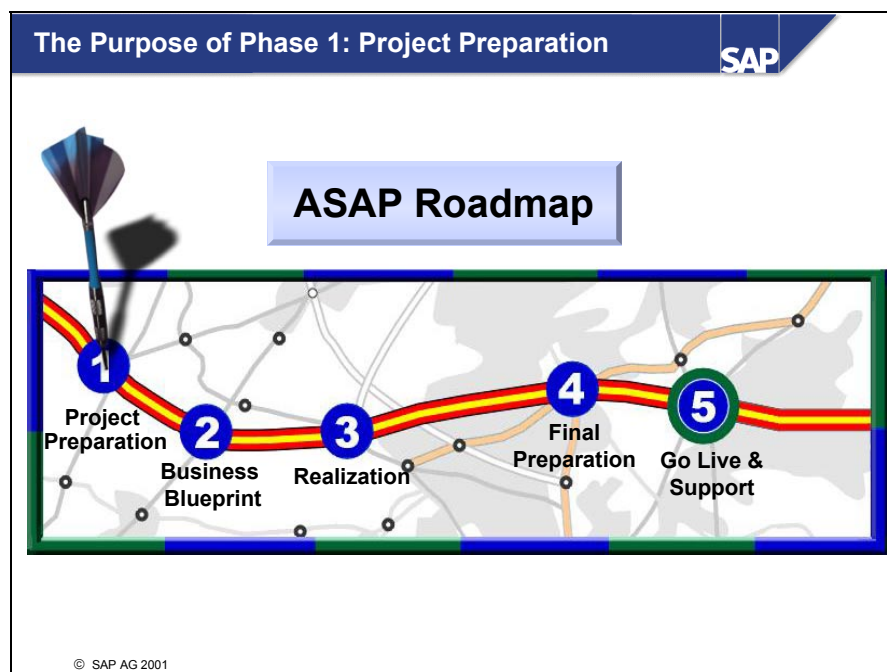 The Purpose of Phase 1: Project Preparation
SAP
ASAP Roadmap
1
Project
Preparation
2
Business
Blueprint
3
Realization
4
Final
Preparation
5
Go Live &
Support
© SAP AG 2001